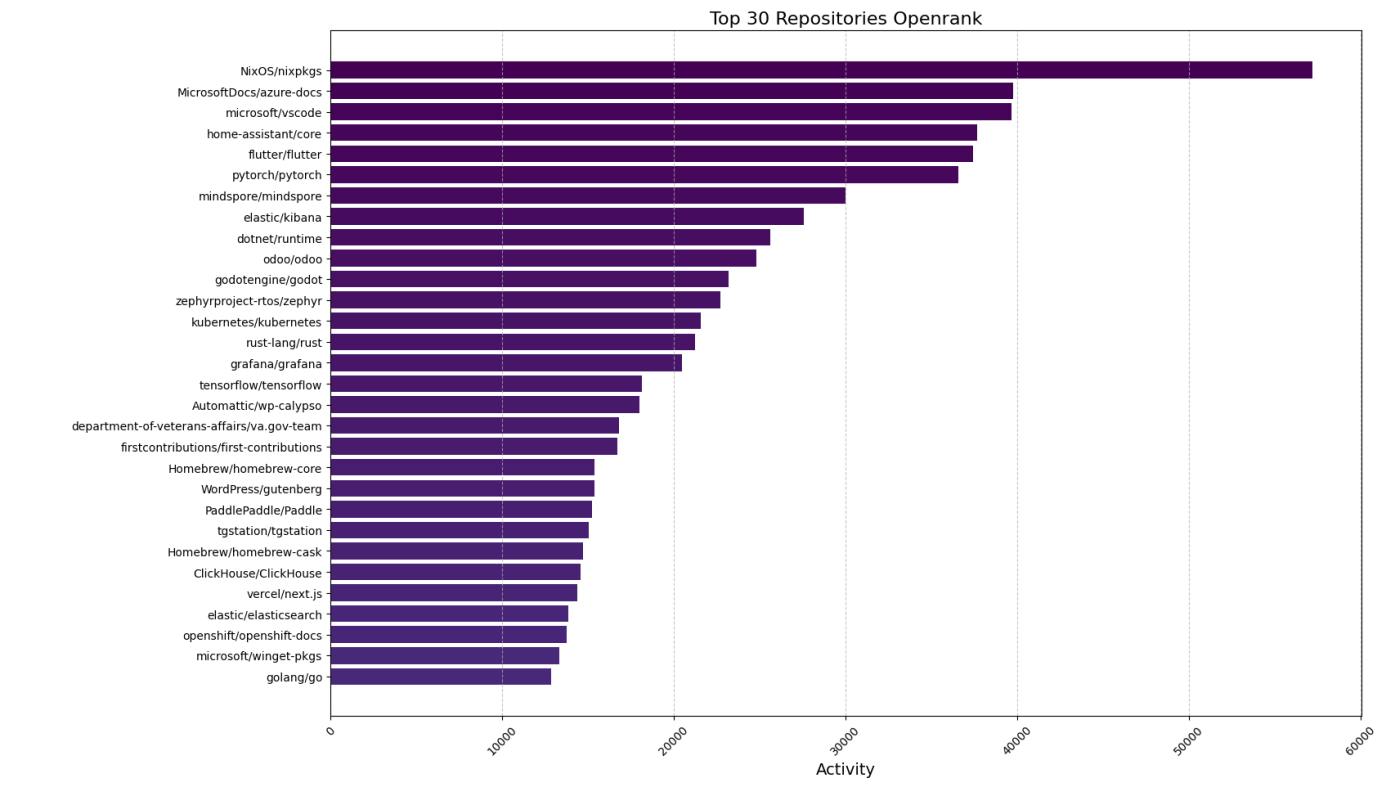 Top 30 Repositories Openrank
NixOS/nixpkgs
MicrosoftDocs/azure-docs
microsoft/vscode
home-assistant/core
flutter/flutter
pytorch/pytorch
mindspore/mindspore
elastic/kibana
dotnet/runtime
odoo/odoo
godotengine/godot
zephyrproject-rtos/zephyr
kubernetes/kubernetes
rust-lang/rust
grafana/grafana
tensorflow/tensorflow
Automattic/wp-calypso
department-of-veterans-affairs/va.gov-team
firstcontributions/first-contributions
Homebrew/homebrew-core
WordPress/gutenberg
PaddlePaddle/Paddle
tgstation/tgstation
Homebrew/homebrew-cask
ClickHouse/ClickHouse
vercel/next.js
elastic/elasticsearch
openshift/openshift-docs
microsoft/winget-pkgs
golang/go
0 10000 20000 30000 40000 50000 60000
Activity